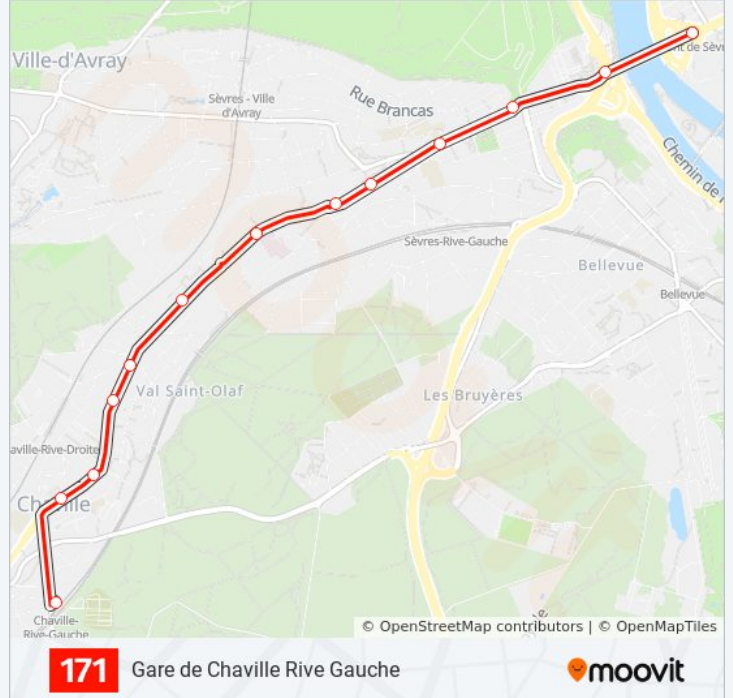 Ville-d'Avray
nt de Sèvr
Sèvres - Ville
d'Avray
Rue Brancas
Chemin de
Sèvres-Rive-Gauche
Bellevue
Bellevue
Val Saint-Olaf
Les Bruyères
aville-Rive-Droite
Chaville
Chaville-
Rive-Gauche
© OpenStreetMap contributors | © OpenMapTiles
171 Gare de Chaville Rive Gauche moovit